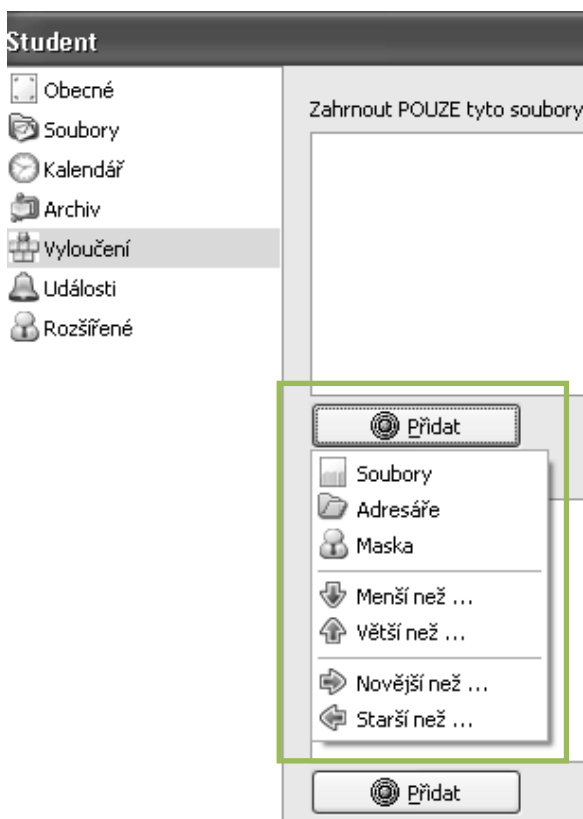 Student
Obecné
Soubory
Kalendář
Archiv
Vyloučení
Události
Rozšířené
Zahrnout POUZE tyto soubory
Přidat
Soubory
Adresáře
Maska
Menší než ...
Větší než ...
Novější než ...
Starší než ...
Přidat